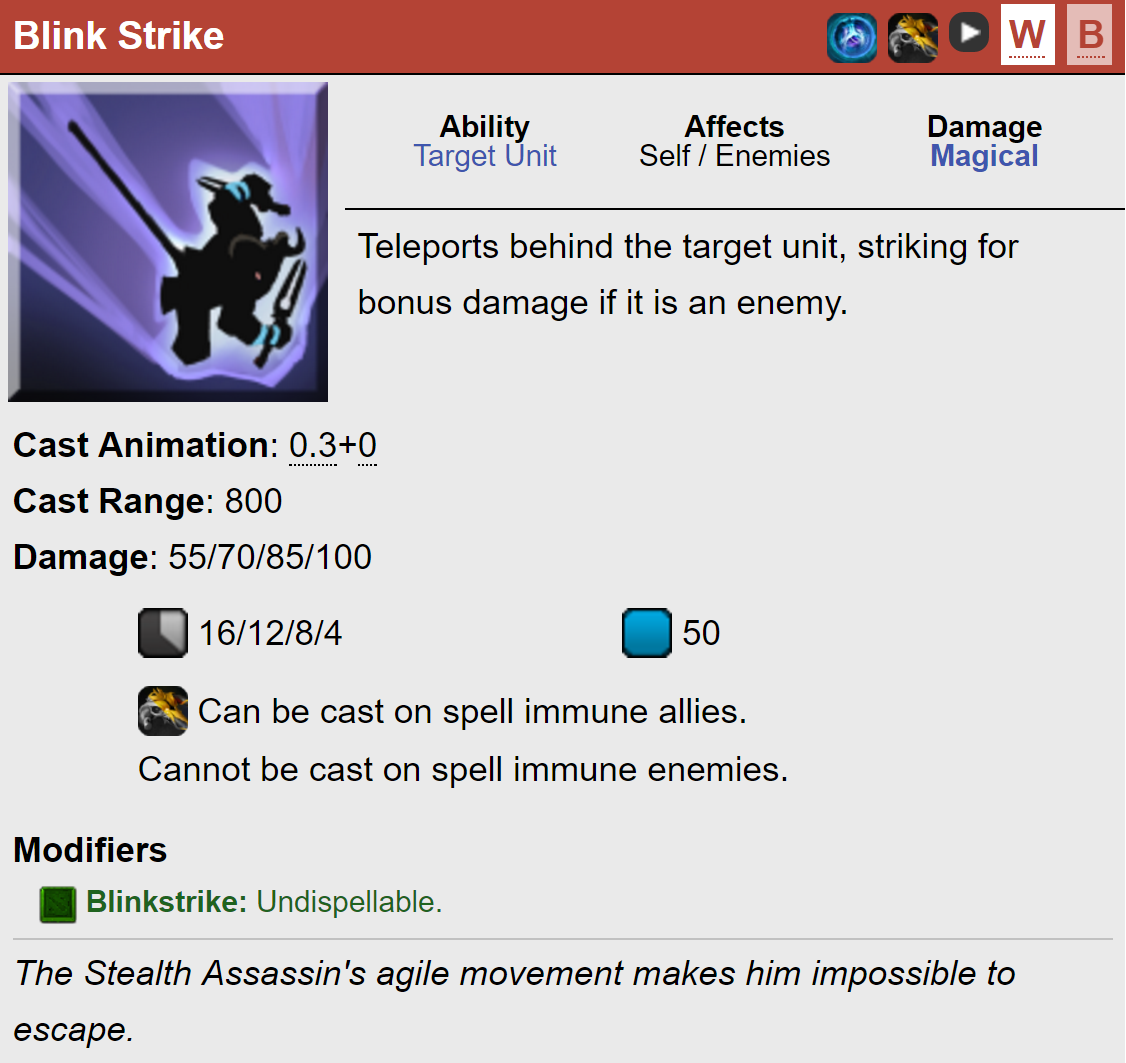 Blink Strike W B
Ability Affects Damage
Target Unit Self / Enemies Magical
Teleports behind the target unit, striking for
bonus damage if it is an enemy.
Cast Animation: 0.3+0
Cast Range: 800
Damage: 55/70/85/100
16/12/8/4 50
Can be cast on spell immune allies.
Cannot be cast on spell immune enemies.
Modifiers
Blinkstrike: Undispellable.
The Stealth Assassin's agile movement makes him impossible to
escape.